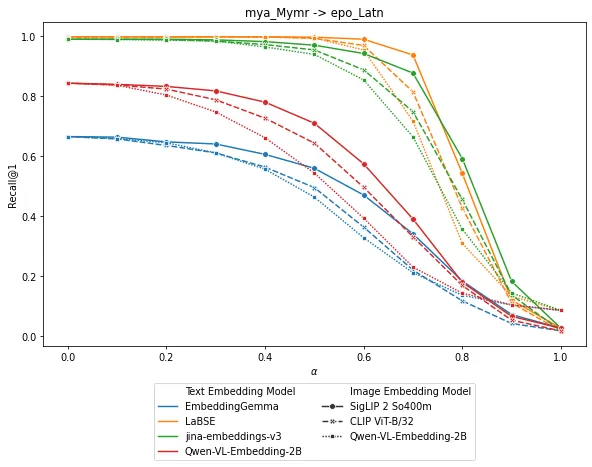 mya_Mymr -> epo_Latn
Recall@1
1.0
0.8
0.6
0.4
0.2
0.0
0.0 0.2 0.4 0.6 0.8 1.0
α
Text Embedding Model Image Embedding Model
EmbeddingGemma SigLIP 2 So400m
LaBSE CLIP ViT-B/32
jina-embeddings-v3 Qwen-VL-Embedding-2B
Qwen-VL-Embedding-2B